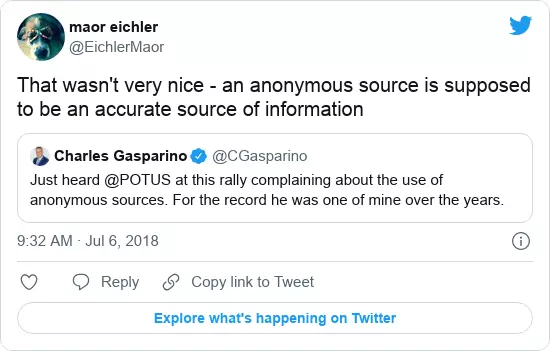 maor eichler
@EichlerMaor
That wasn't very nice - an anonymous source is supposed
to be an accurate source of information
Charles Gasparino @CGasparino
Just heard @POTUS at this rally complaining about the use of
anonymous sources. For the record he was one of mine over the years.
9:32 AM · Jul 6, 2018
Reply Copy link to Tweet
Explore what's happening on Twitter